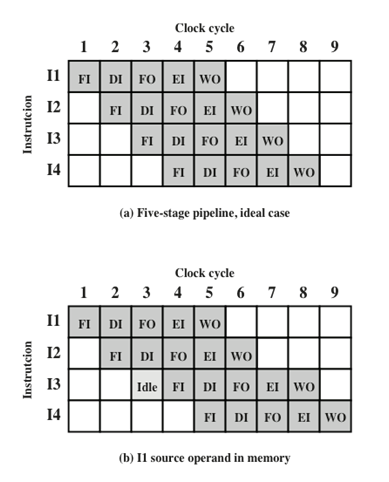 Clock cycle
1 2 3 4 5 6 7 8 9
Instrutcion
I1 FI DI FO EI WO
I2 FI DI FO EI WO
I3 FI DI FO EI WO
I4 FI DI FO EI WO
(a) Five-stage pipeline, ideal case
Clock cycle
1 2 3 4 5 6 7 8 9
Instrutcion
I1 FI DI FO EI WO
I2 FI DI FO EI WO
I3 Idle FI DI FO EI WO
I4 FI DI FO EI WO
(b) I1 source operand in memory